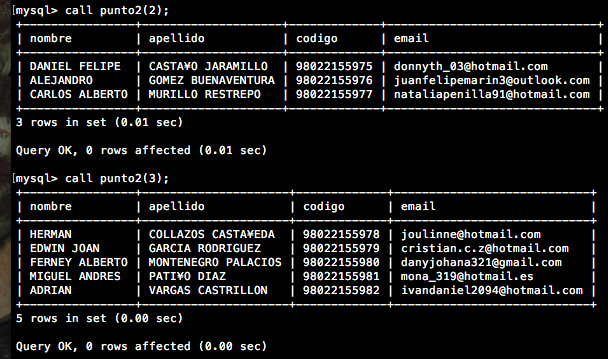 [mysql> call punto2(2);
+----------------+---------------------+-------------+----------------------------+
| nombre         | apellido            | codigo      | email                      |
+----------------+---------------------+-------------+----------------------------+
| DANIEL FELIPE  | CASTA¥O JARAMILLO   | 98022155975 | donnyth_03@hotmail.com     |
| ALEJANDRO      | GOMEZ BUENAVENTURA  | 98022155976 | juanfelipemarin3@outlook.com |
| CARLOS ALBERTO | MURILLO RESTREPO    | 98022155977 | nataliapenilla91@hotmail.com |
+----------------+---------------------+-------------+----------------------------+
3 rows in set (0.01 sec)
Query OK, 0 rows affected (0.01 sec)
[mysql> call punto2(3);
+----------------+---------------------+-------------+----------------------------+
| nombre         | apellido            | codigo      | email                      |
+----------------+---------------------+-------------+----------------------------+
| HERMAN         | COLLAZOS CASTA¥EDA  | 98022155978 | joulinne@hotmail.com       |
| EDWIN JOAN     | GARCIA RODRIGUEZ    | 98022155979 | cristian.c.z@hotmail.com   |
| FERNEY ALBERTO | MONTENEGRO PALACIOS | 98022155980 | danyjohana321@gmail.com    |
| MIGUEL ANDRES  | PATI¥O DIAZ         | 98022155981 | mona_319@hotmail.es        |
| ADRIAN         | VARGAS CASTRILLON   | 98022155982 | ivandaniel2094@hotmail.com |
+----------------+---------------------+-------------+----------------------------+
5 rows in set (0.00 sec)
Query OK, 0 rows affected (0.00 sec)